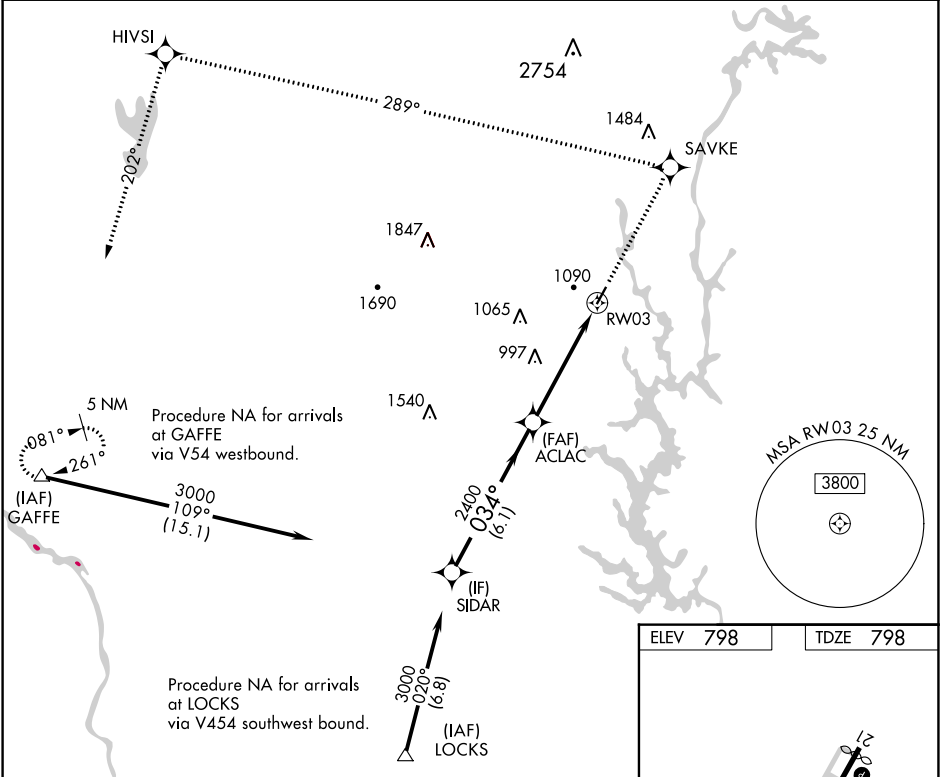 HIVSI
2754
289°
1484
SAVKE
202°
1847
1690
1090
1065
RW03
997
1540
5 NM
081°
261°
Procedure NA for arrivals
at GAFFE
via V54 westbound.
(IAF)
GAFFE
3000
109°
(15.1)
(FAF)
ACLAC
2400
034°
(6.1)
MSA RW03 25 NM
3800
(IF)
SIDAR
Procedure NA for arrivals
at LOCKS
via V454 southwest bound.
3000
020°
(6.8)
(IAF)
LOCKS
ELEV 798
TDZE 798
21